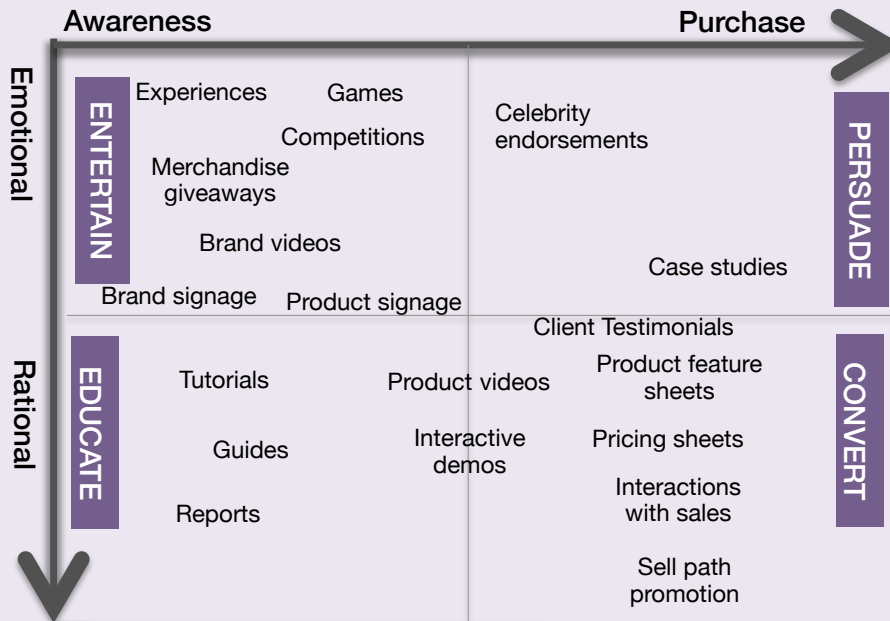 Awareness
Purchase
Emotional
Rational
ENTERTAIN
Experiences
Games
Competitions
Merchandise
giveaways
Brand videos
Brand signage
Product signage
PERSUADE
Celebrity
endorsements
Case studies
EDUCATE
Tutorials
Product videos
Guides
Interactive
demos
Reports
CONVERT
Client Testimonials
Product feature
sheets
Pricing sheets
Interactions
with sales
Sell path
promotion